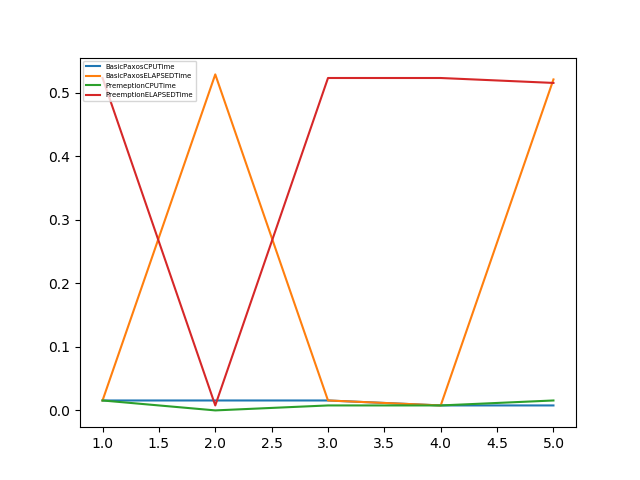 BasicPaxosCPUTime
BasicPaxosELAPSEDTime
PremeptionCPUTime
PreemptionELAPSEDTime
0.5
0.4
0.3
0.2
0.1
0.0
1.0 1.5 2.0 2.5 3.0 3.5 4.0 4.5 5.0